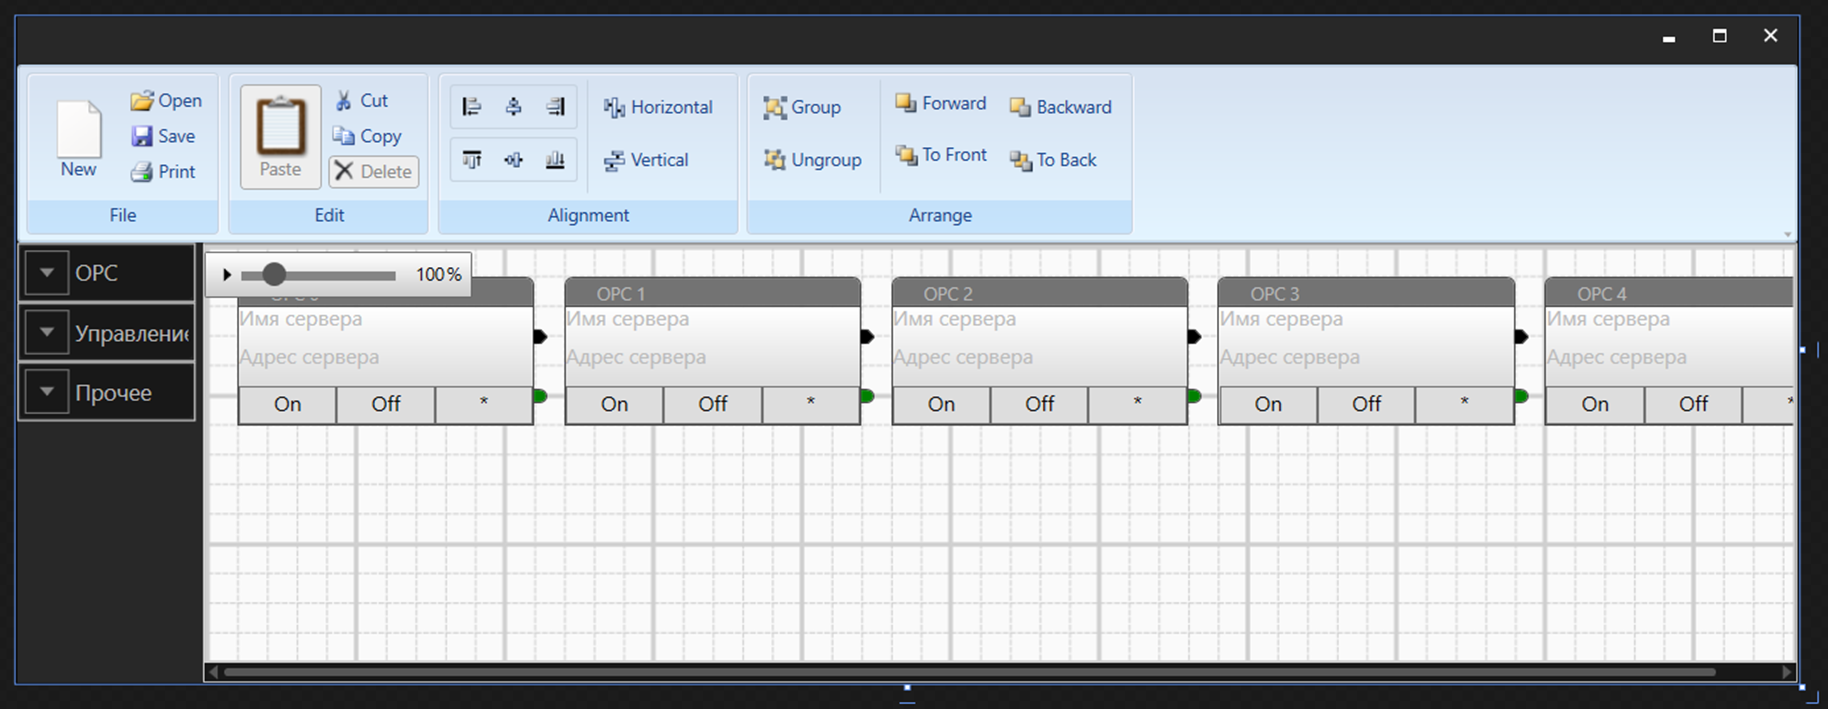 New
Open
Save
Print
File
Paste
Cut
Copy
Delete
Edit
Horizontal
Vertical
Alignment
Group
Ungroup
Forward
Backward
To Front
To Back
Arrange
OPC
Управление
Прочее
100%
OPC 1
OPC 2
OPC 3
OPC 4
Имя сервера
Имя сервера
Имя сервера
Имя сервера
Имя сервера
Адрес сервера
Адрес сервера
Адрес сервера
Адрес сервера
Адрес сервера
On Off *
On Off *
On Off *
On Off *
On Off *